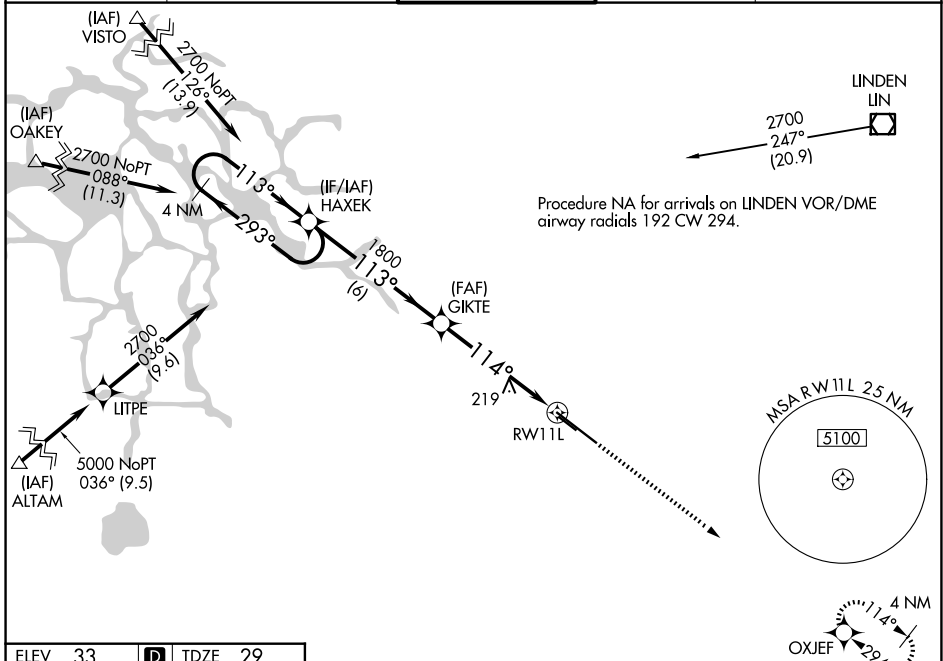 (IAF)
VISTO
2700 NoPT
126°
(13.9)
LINDEN
LIN
2700
247°
(20.9)
(IAF)
OAKEY
2700 NoPT
088°
(11.3)
4 NM
113°
293°
(IF/IAF)
HAXEK
Procedure NA for arrivals on LINDEN VOR/DME
airway radials 192 CW 294.
1800
113°
(6)
(FAF)
GIKTE
2700
036°
(9.6)
LITPE
114°
219
RW11L
MSA RW11L 25 NM
5100
5000 NoPT
036° (9.5)
(IAF)
ALTAM
4 NM
114°
OXJEF
ELEV 33 D TDZE 29